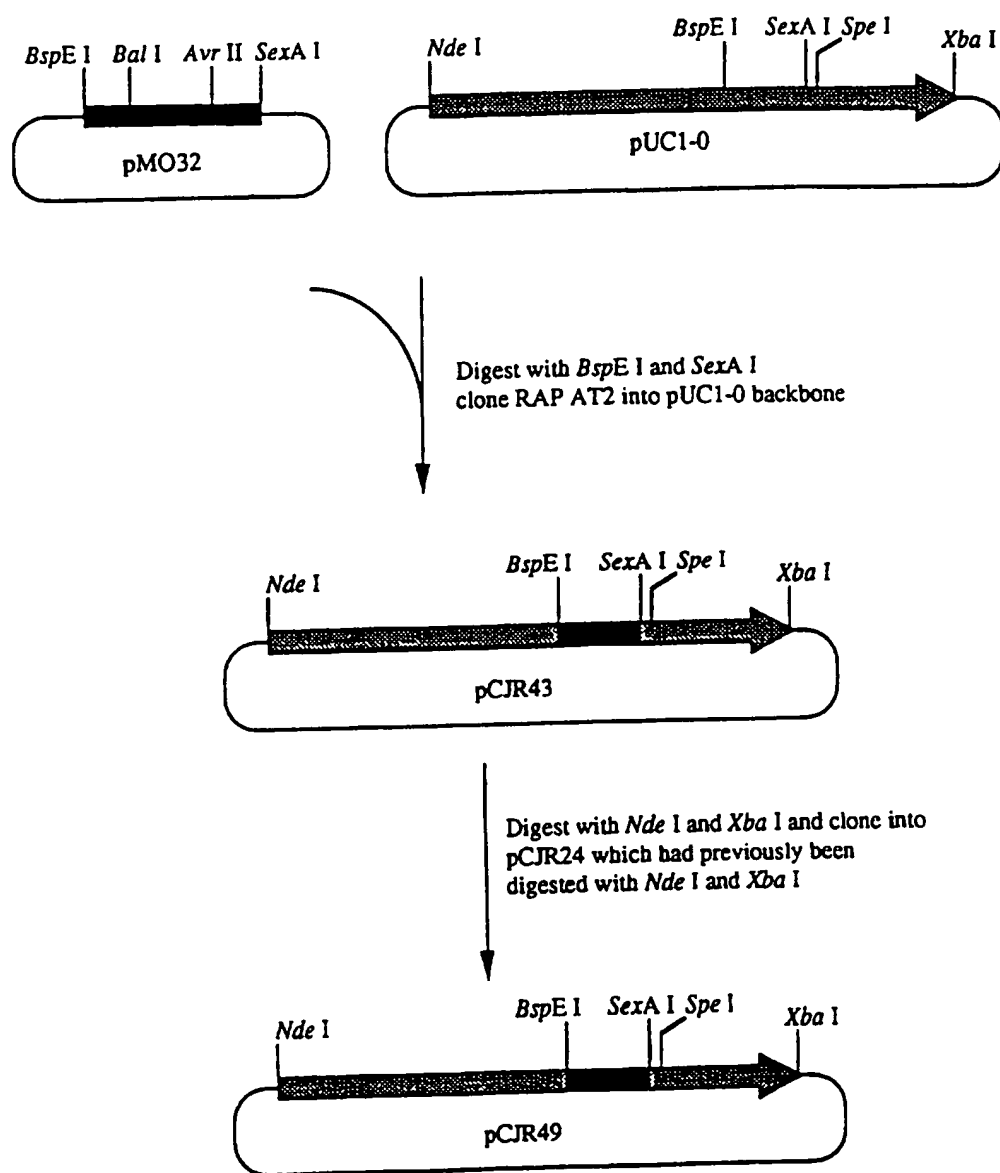 BspE I Bal I Avr II SexA I
pMO32
Nde I BspE I SexA I Spe I Xba I
pUC1-0
Digest with BspE I and SexA I
clone RAP AT2 into pUC1-0 backbone
Nde I BspE I SexA I Spe I Xba I
pCJR43
Digest with Nde I and Xba I and clone into
pCJR24 which had previously been
digested with Nde I and Xba I
Nde I BspE I SexA I Spe I Xba I
pCJR49